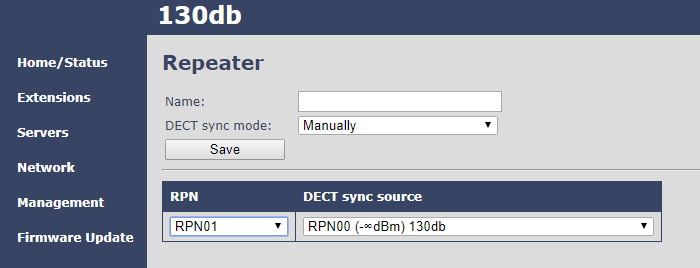 130db
Home/Status
Extensions
Servers
Network
Management
Firmware Update
Repeater
Name:
DECT sync mode: Manually
Save
RPN DECT sync source
RPN01 RPN00 (-∞dBm) 130db